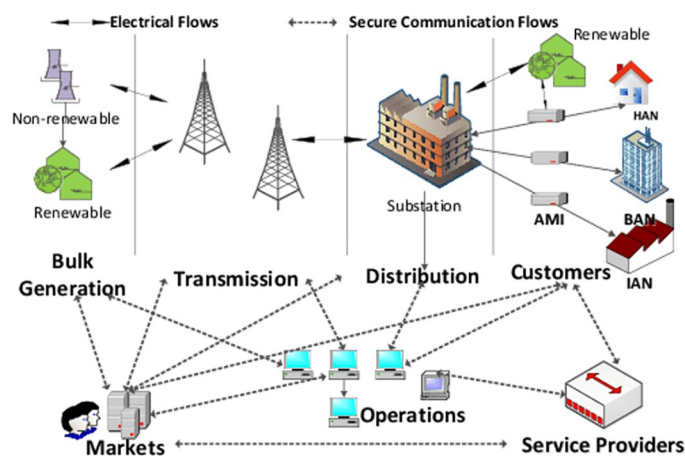 Electrical Flows
Secure Communication Flows
Renewable
Non-renewable
HAN
Renewable
Substation
AMI
BAN
IAN
Bulk
Generation
Transmission
Distribution
Customers
Operations
Markets
Service Providers